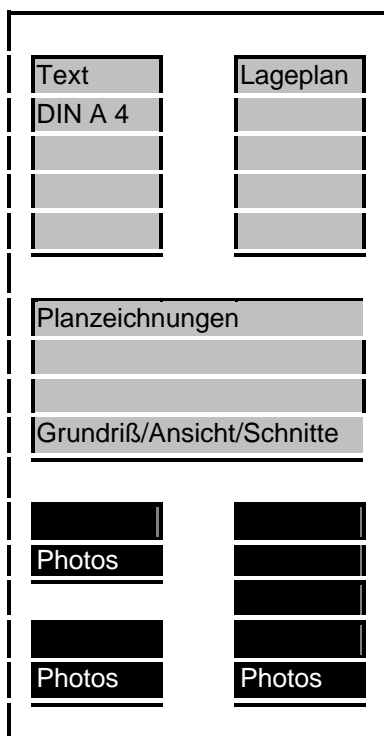 Text
DIN A 4
Lageplan
Planzeichnungen
Grundriß/Ansicht/Schnitte
Photos
Photos
Photos